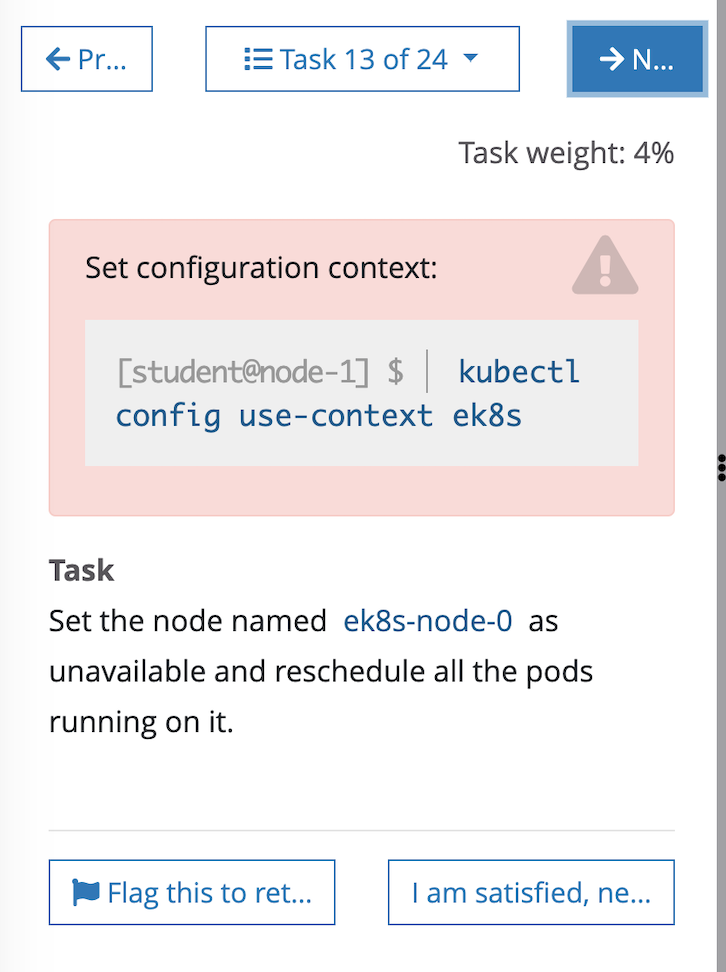 Pr...
Task 13 of 24
N...
Task weight: 4%
Set configuration context:
[student@node-1] $ | kubectl
config use-context ek8s
Task
Set the node named ek8s-node-0 as
unavailable and reschedule all the pods
running on it.
Flag this to ret...
I am satisfied, ne...